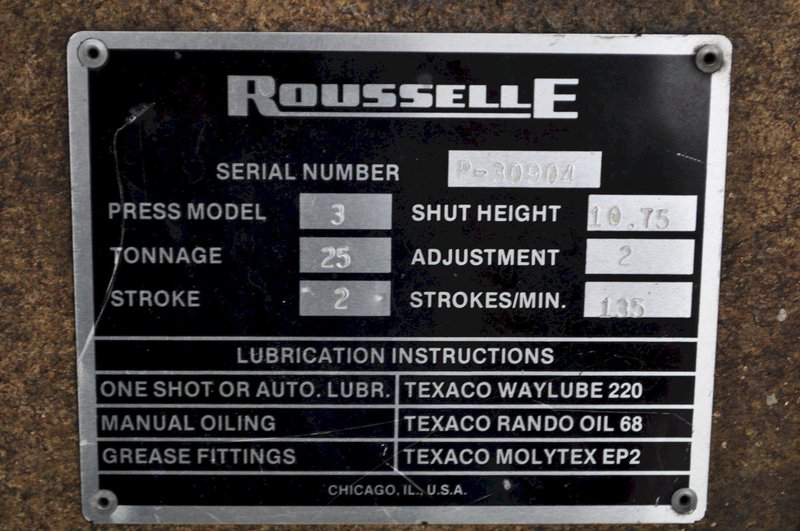 ROUSSELLE
SERIAL NUMBER P-30904
PRESS MODEL 3 SHUT HEIGHT 10.75
TONNAGE 25 ADJUSTMENT 2
STROKE 2 STROKES/MIN. 135
LUBRICATION INSTRUCTIONS
ONE SHOT OR AUTO. LUBR. TEXACO WAYLUBE 220
MANUAL OILING TEXACO RANDO OIL 68
GREASE FITTINGS TEXACO MOLYTEX EP2
CHICAGO, IL., U.S.A.